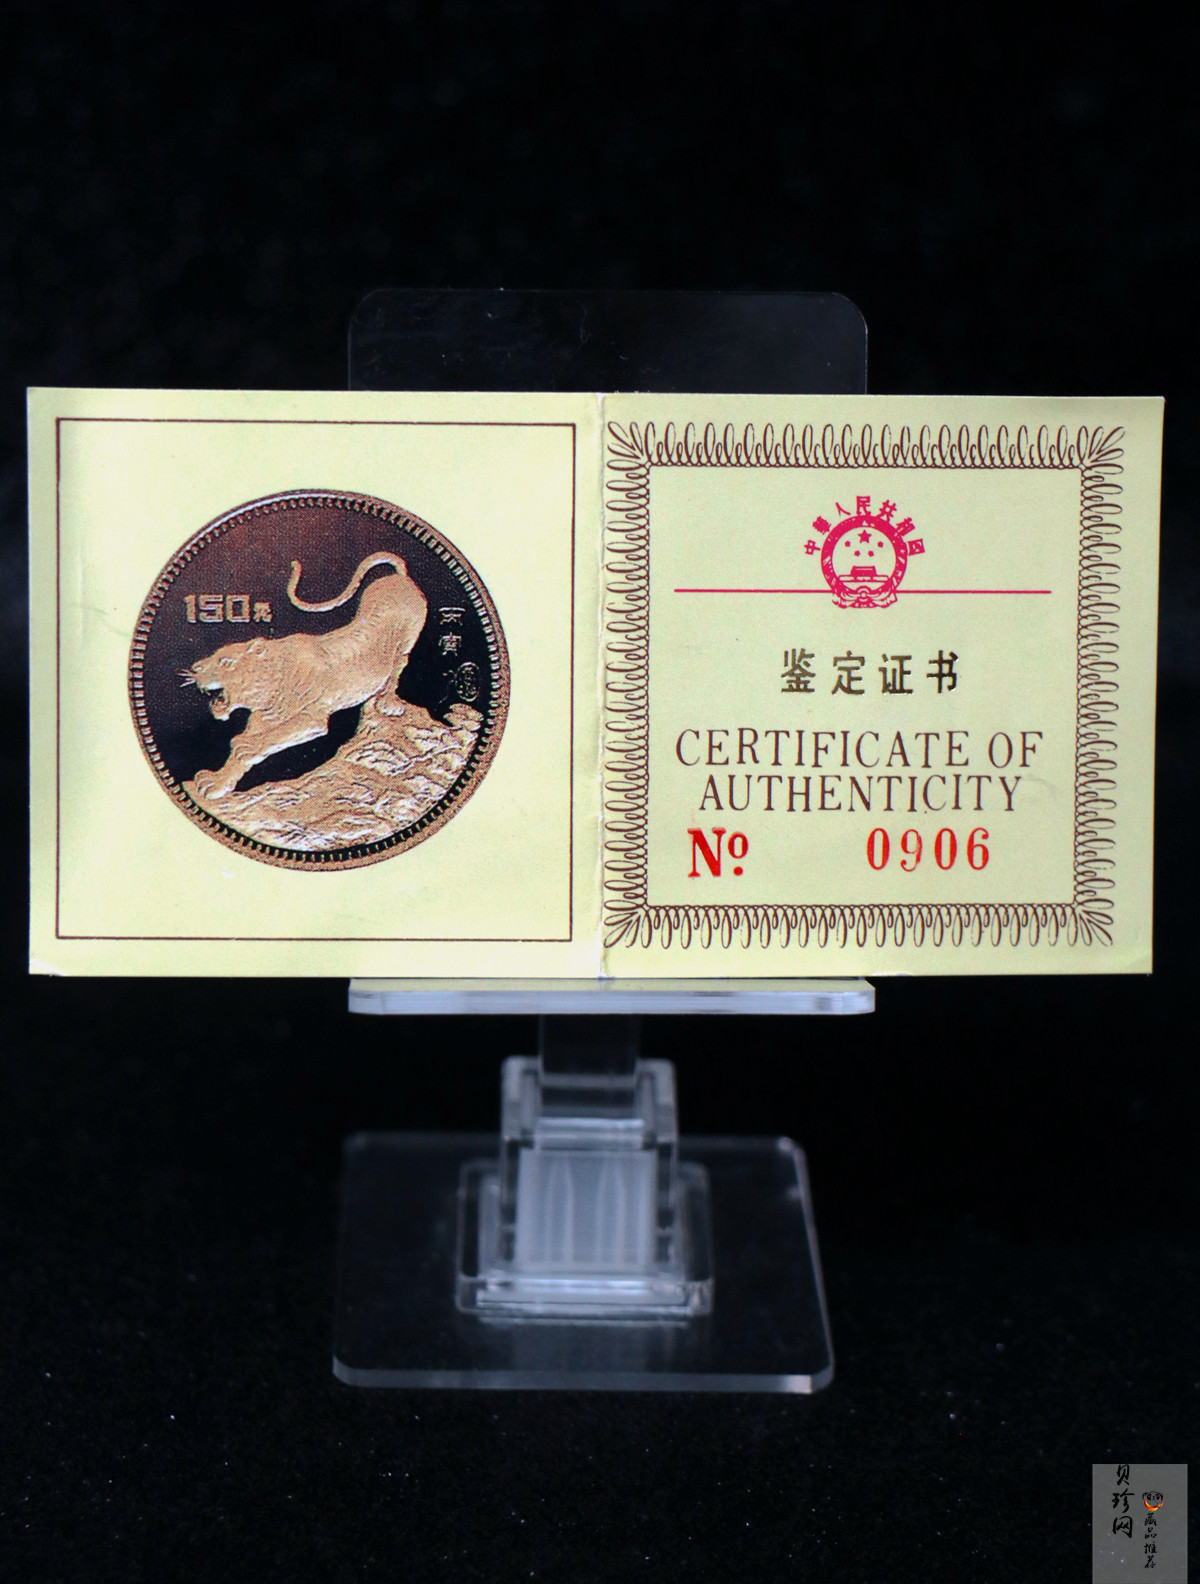 150元
丙寅
中華人民共和国
鉴定证书
CERTIFICATE OF
AUTHENTICITY
№ 0906
贝珍网
藏品推荐